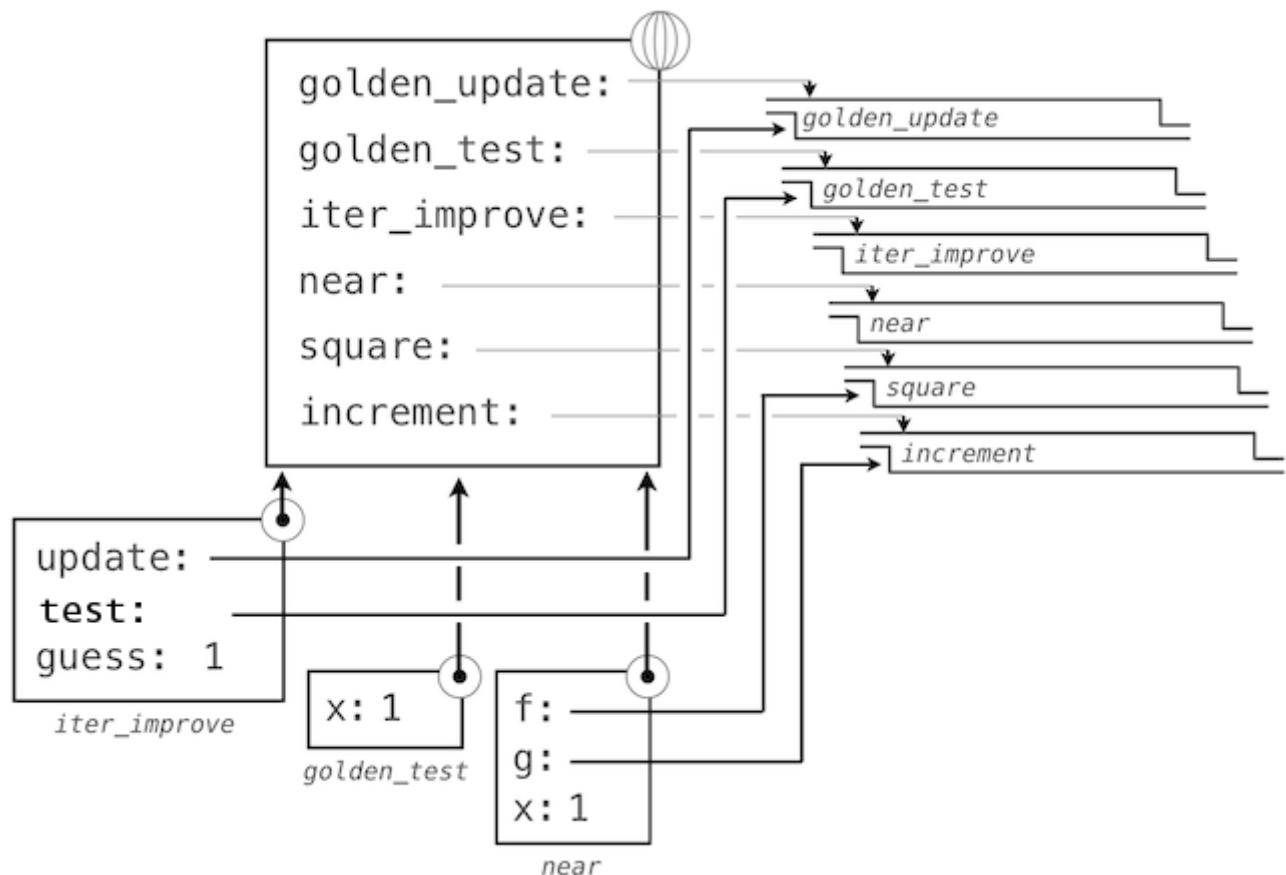 golden_update:
golden_test:
iter_improve:
near:
square:
increment:
golden_update
golden_test
iter_improve
near
square
increment
update:
test:
guess: 1
iter_improve
x: 1
golden_test
f:
g:
x: 1
near